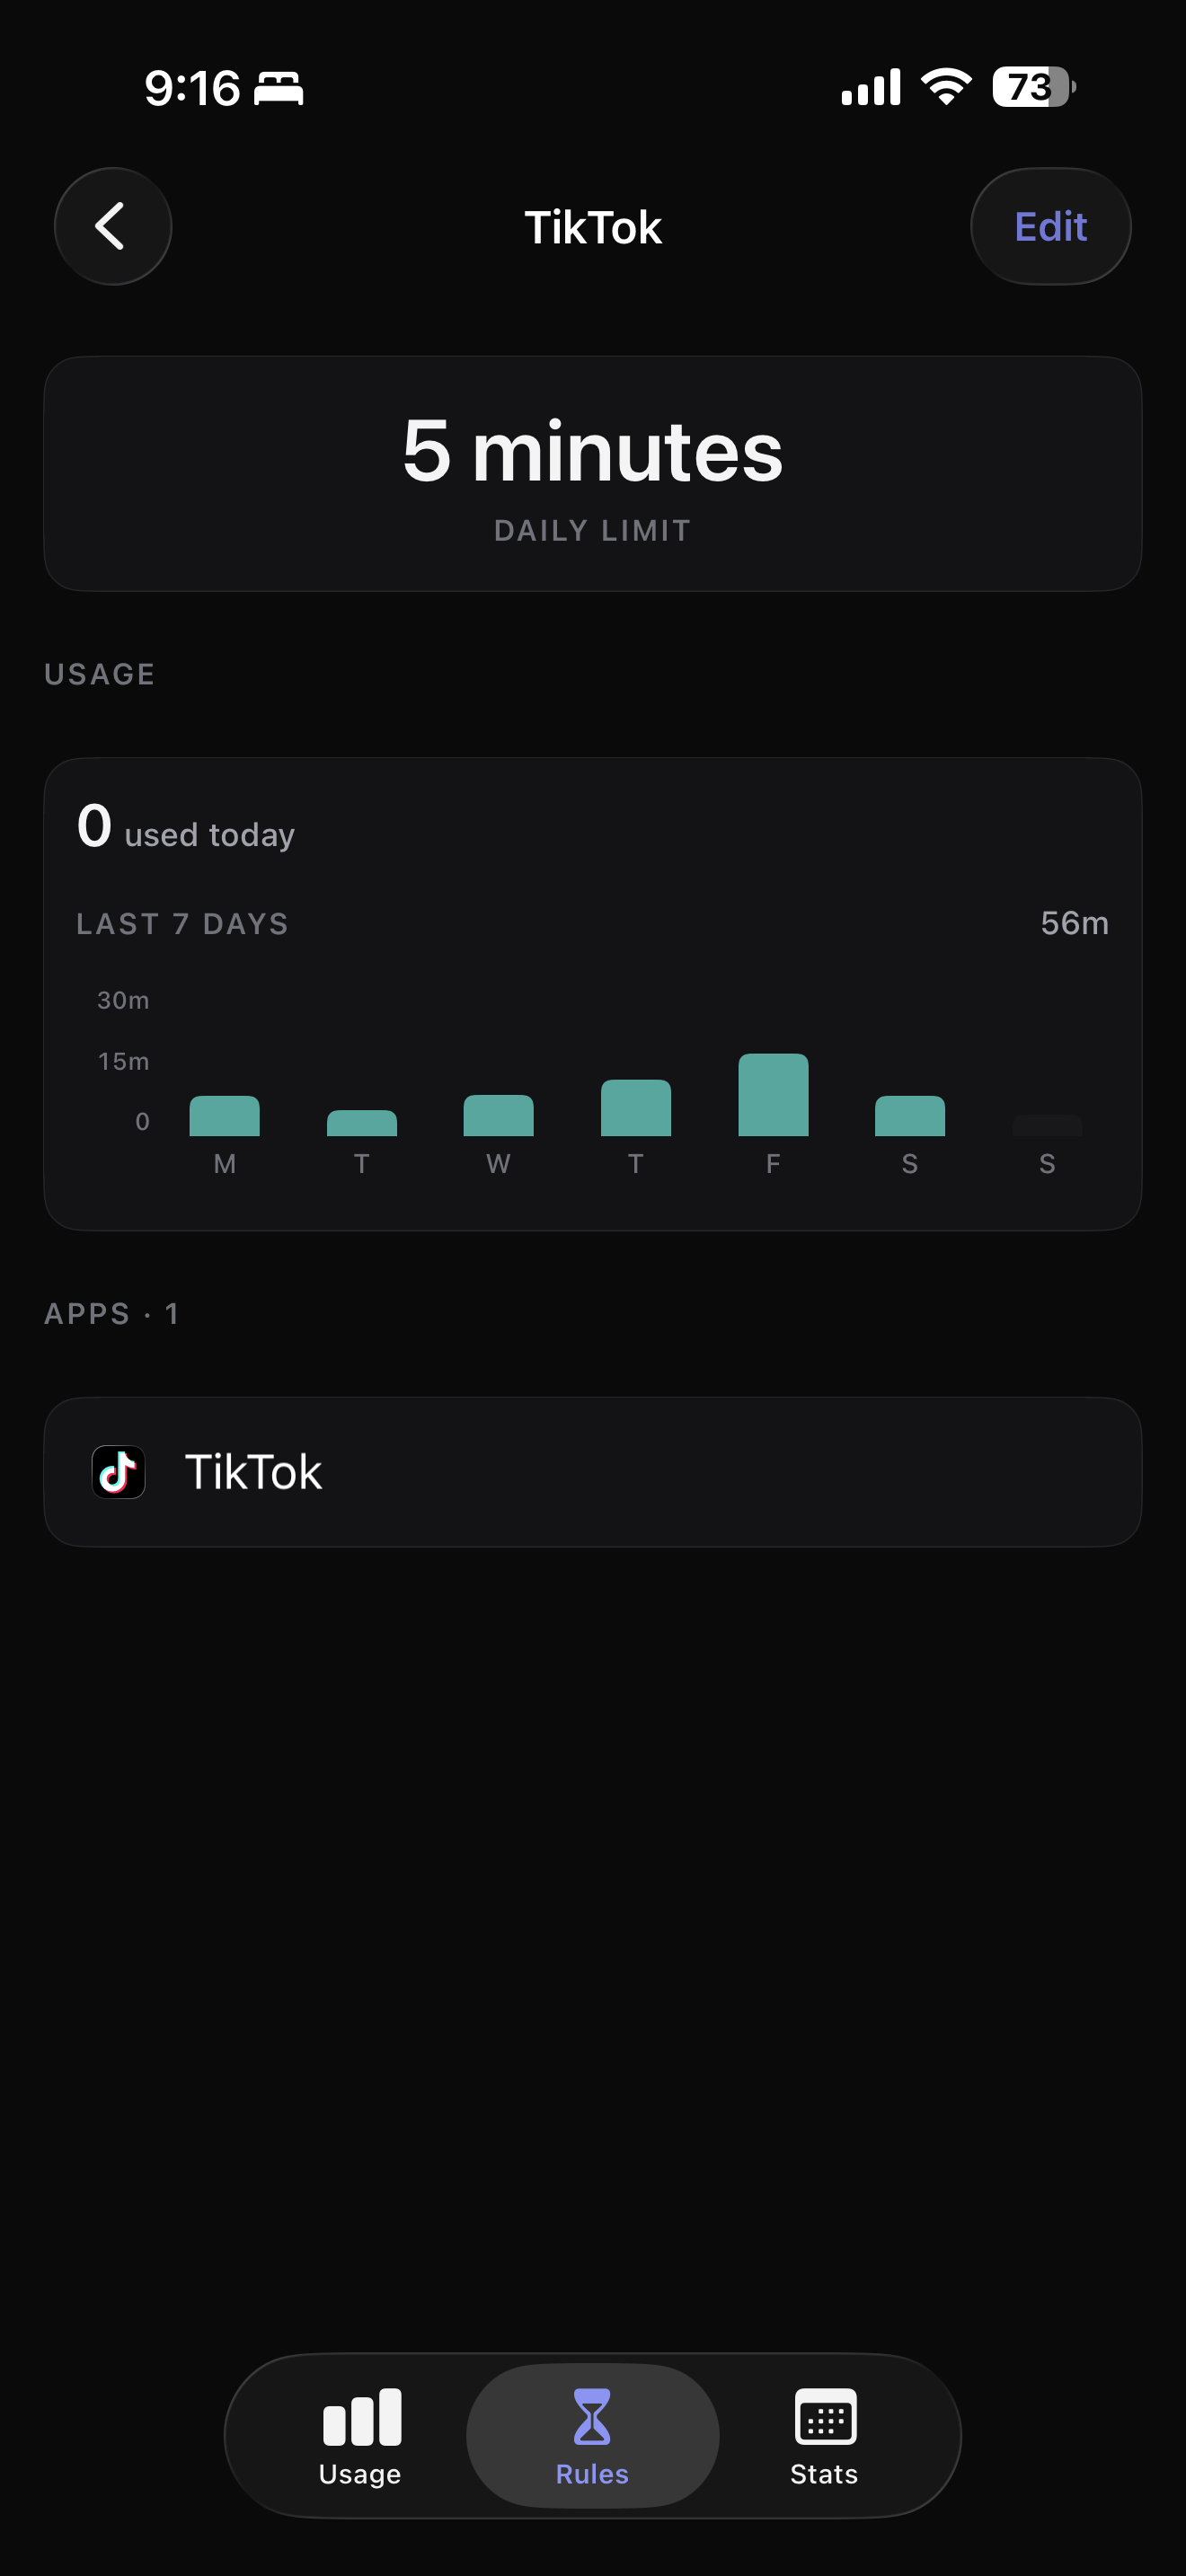 9:16
73
TikTok
Edit
5 minutes
DAILY LIMIT
USAGE
0 used today
LAST 7 DAYS
56m
30m
15m
0
M T W T F S S
APPS · 1
TikTok
Usage
Rules
Stats